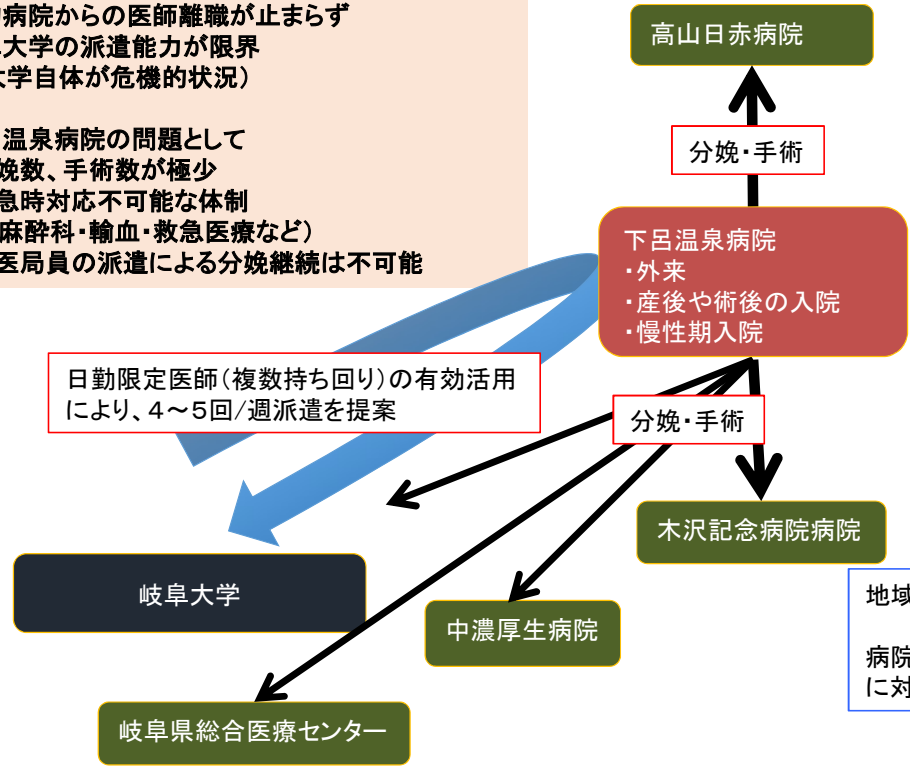 病院からの医師離職が止まらず
大学の派遣能力が限界
大学自体が危機的状況）
温泉病院の問題として
娩数、手術数が極少
急時対応不可能な体制
麻酔科・輸血・救急医療など）
医局員の派遣による分娩継続は不可能
高山日赤病院
分娩・手術
下呂温泉病院
・外来
・産後や術後の入院
・慢性期入院
日勤限定医師（複数持ち回り）の有効活用
により、４～５回/週派遣を提案
分娩・手術
木沢記念病院病院
岐阜大学
中濃厚生病院
地域
病院
に対
岐阜県総合医療センター